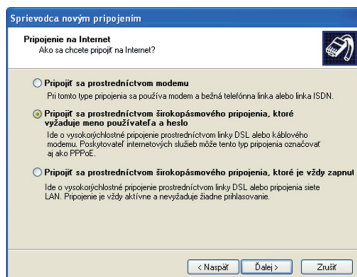 Sprievodca novým pripojením
Pripojenie na Internet
Ako sa chcete pripojiť na Internet?
Pripojiť sa prostredníctvom modemu
Pri tomto type pripojenia sa používa modem a bežná telefónna linka alebo linka ISDN.
Pripojiť sa prostredníctvom širokopásmového pripojenia, ktoré
vyžaduje meno používateľa a heslo
Ide o vysokorýchlostné pripojenie prostredníctvom linky DSL alebo káblového
modemu. Poskytovateľ internetových služieb môže tento typ pripojenia označovať
aj ako PPPoE.
Pripojiť sa prostredníctvom širokopásmového pripojenia, ktoré je vždy zapnut
Ide o vysokorýchlostné pripojenie prostredníctvom linky DSL alebo pripojenia siete
LAN. Pripojenie je vždy aktívne a nevyžaduje žiadne prihlasovanie.
< Naspäť
Ďalej >
Zrušiť